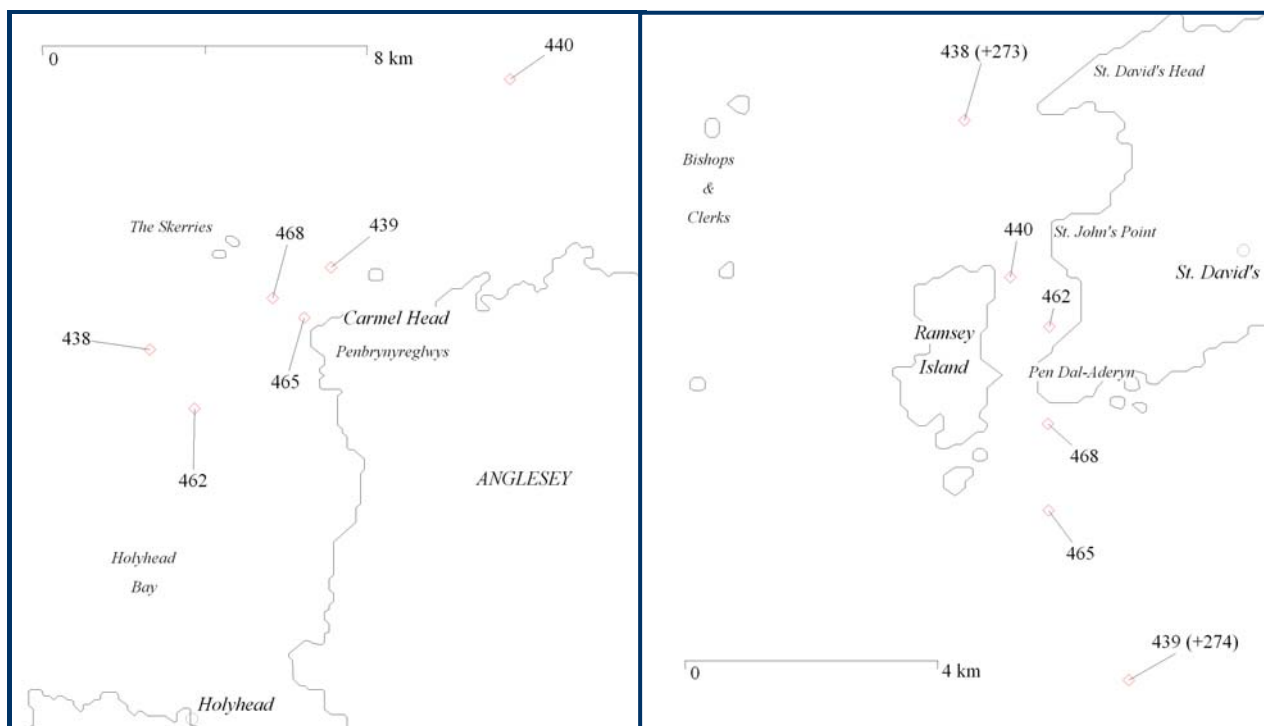 440
0
8 km
The Skerries
468
439
438
Carmel Head
Penbrynyreglwys
465
462
ANGLESEY
Holyhead
Bay
Holyhead
438 (+273)
St. David's Head
Bishops
&
Clerks
440
St. John's Point
St. David's
462
Ramsey
Island
Pen Dal-Aderyn
468
465
439 (+274)
0
4 km